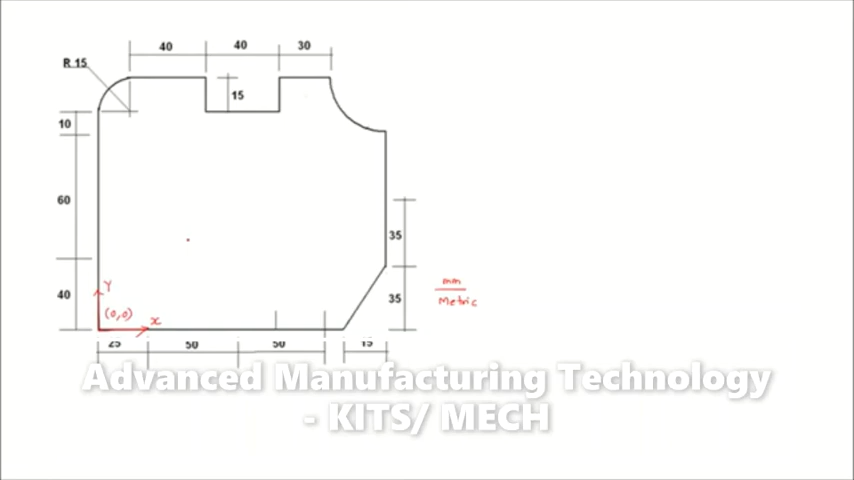 40 40 30
R 15
15
10
60
35
40
35
Y
(0,0)
X
mm
Metric
25 50 50 15
Advanced Manufacturing Technology
- KITS/ MECH